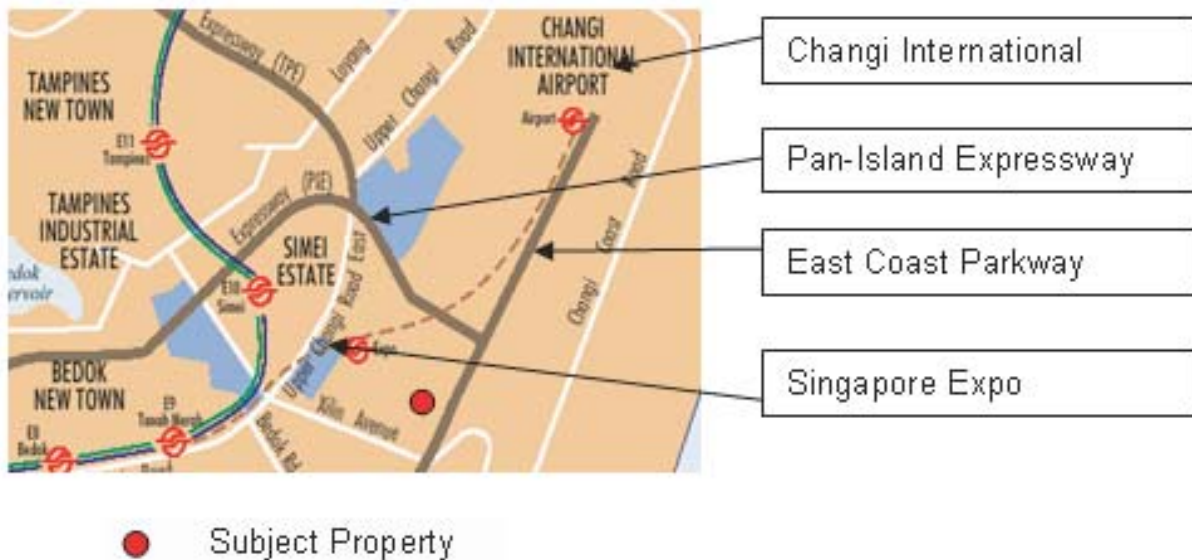 Expressway (TPE)
Loyang
Upper Changi Road
CHANGI
INTERNATIONAL
AIRPORT
Airport
TAMPINES
NEW TOWN
E11
Tampines
TAMPINES
INDUSTRIAL
ESTATE
Expressway (PIE)
SIMEI
ESTATE
E10
Simei
Upper Changi Road East
Expo
Changi Coast Road
BEDOK
NEW TOWN
E9
Tanah Merah
E8
Bedok
Xilin Avenue
Bedok Rd
Road
Changi International
Pan-Island Expressway
East Coast Parkway
Singapore Expo
Subject Property